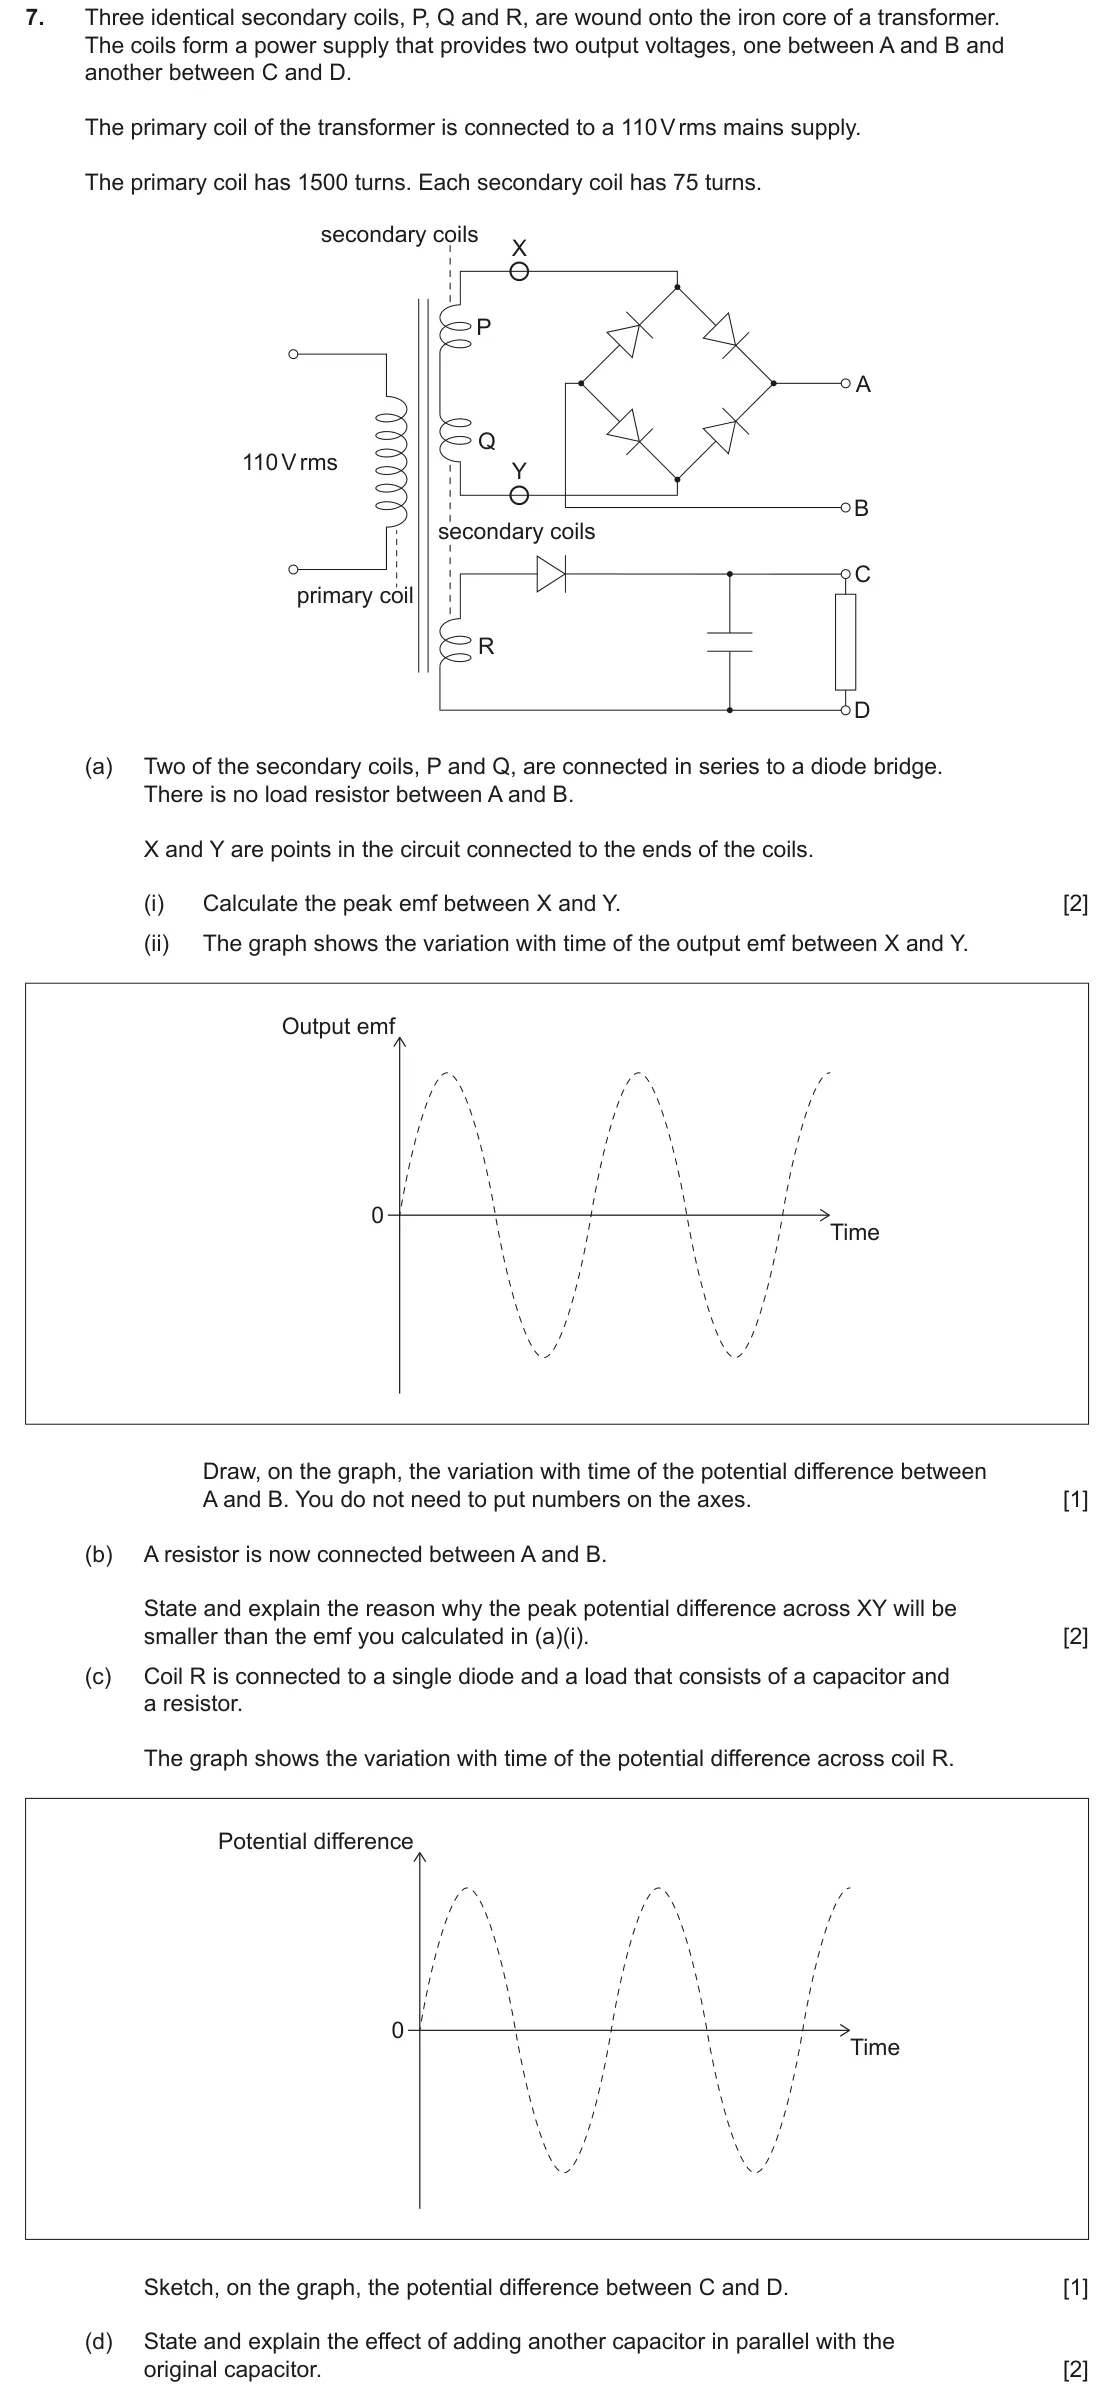 7. Three identical secondary coils, P, Q and R, are wound onto the iron core of a transformer.
The coils form a power supply that provides two output voltages, one between A and B and
another between C and D.
The primary coil of the transformer is connected to a 110 V rms mains supply.
The primary coil has 1500 turns. Each secondary coil has 75 turns.
secondary coils
X
P
A
Q
110 V rms
Y
B
secondary coils
C
primary coil
R
D
(a) Two of the secondary coils, P and Q, are connected in series to a diode bridge.
There is no load resistor between A and B.
X and Y are points in the circuit connected to the ends of the coils.
(i) Calculate the peak emf between X and Y. [2]
(ii) The graph shows the variation with time of the output emf between X and Y.
Output emf
0
Time
Draw, on the graph, the variation with time of the potential difference between
A and B. You do not need to put numbers on the axes. [1]
(b) A resistor is now connected between A and B.
State and explain the reason why the peak potential difference across XY will be
smaller than the emf you calculated in (a)(i). [2]
(c) Coil R is connected to a single diode and a load that consists of a capacitor and
a resistor.
The graph shows the variation with time of the potential difference across coil R.
Potential difference
0
Time
Sketch, on the graph, the potential difference between C and D. [1]
(d) State and explain the effect of adding another capacitor in parallel with the
original capacitor. [2]